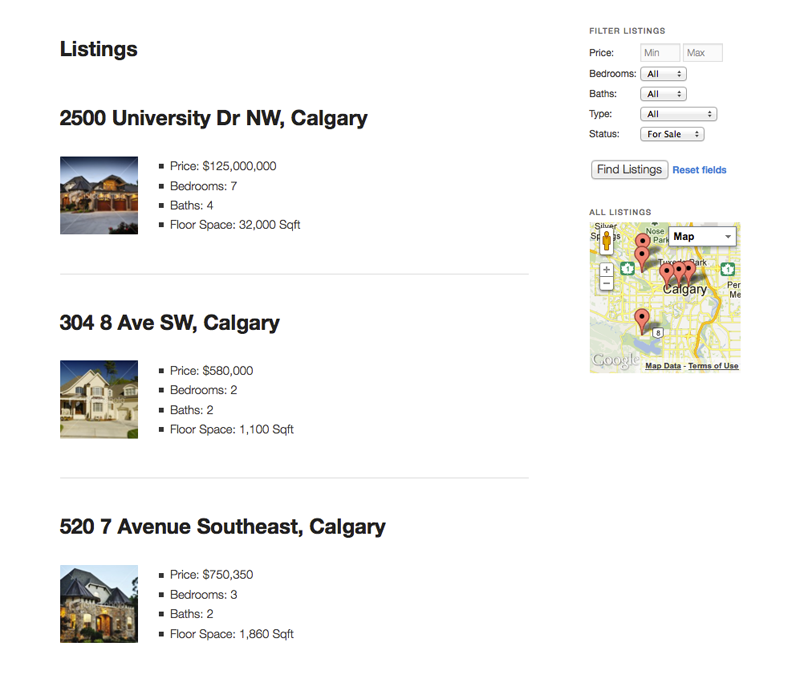 Listings
2500 University Dr NW, Calgary
Price: $125,000,000
Bedrooms: 7
Baths: 4
Floor Space: 32,000 Sqft
304 8 Ave SW, Calgary
Price: $580,000
Bedrooms: 2
Baths: 2
Floor Space: 1,100 Sqft
520 7 Avenue Southeast, Calgary
Price: $750,350
Bedrooms: 3
Baths: 2
Floor Space: 1,860 Sqft
FILTER LISTINGS
Price: Min Max
Bedrooms: All
Baths: All
Type: All
Status: For Sale
Find Listings Reset fields
ALL LISTINGS
Silver
Nose
Park
Map
1
1
Park
Calgary
Per
Me
8
Google
Map Data - Terms of Use